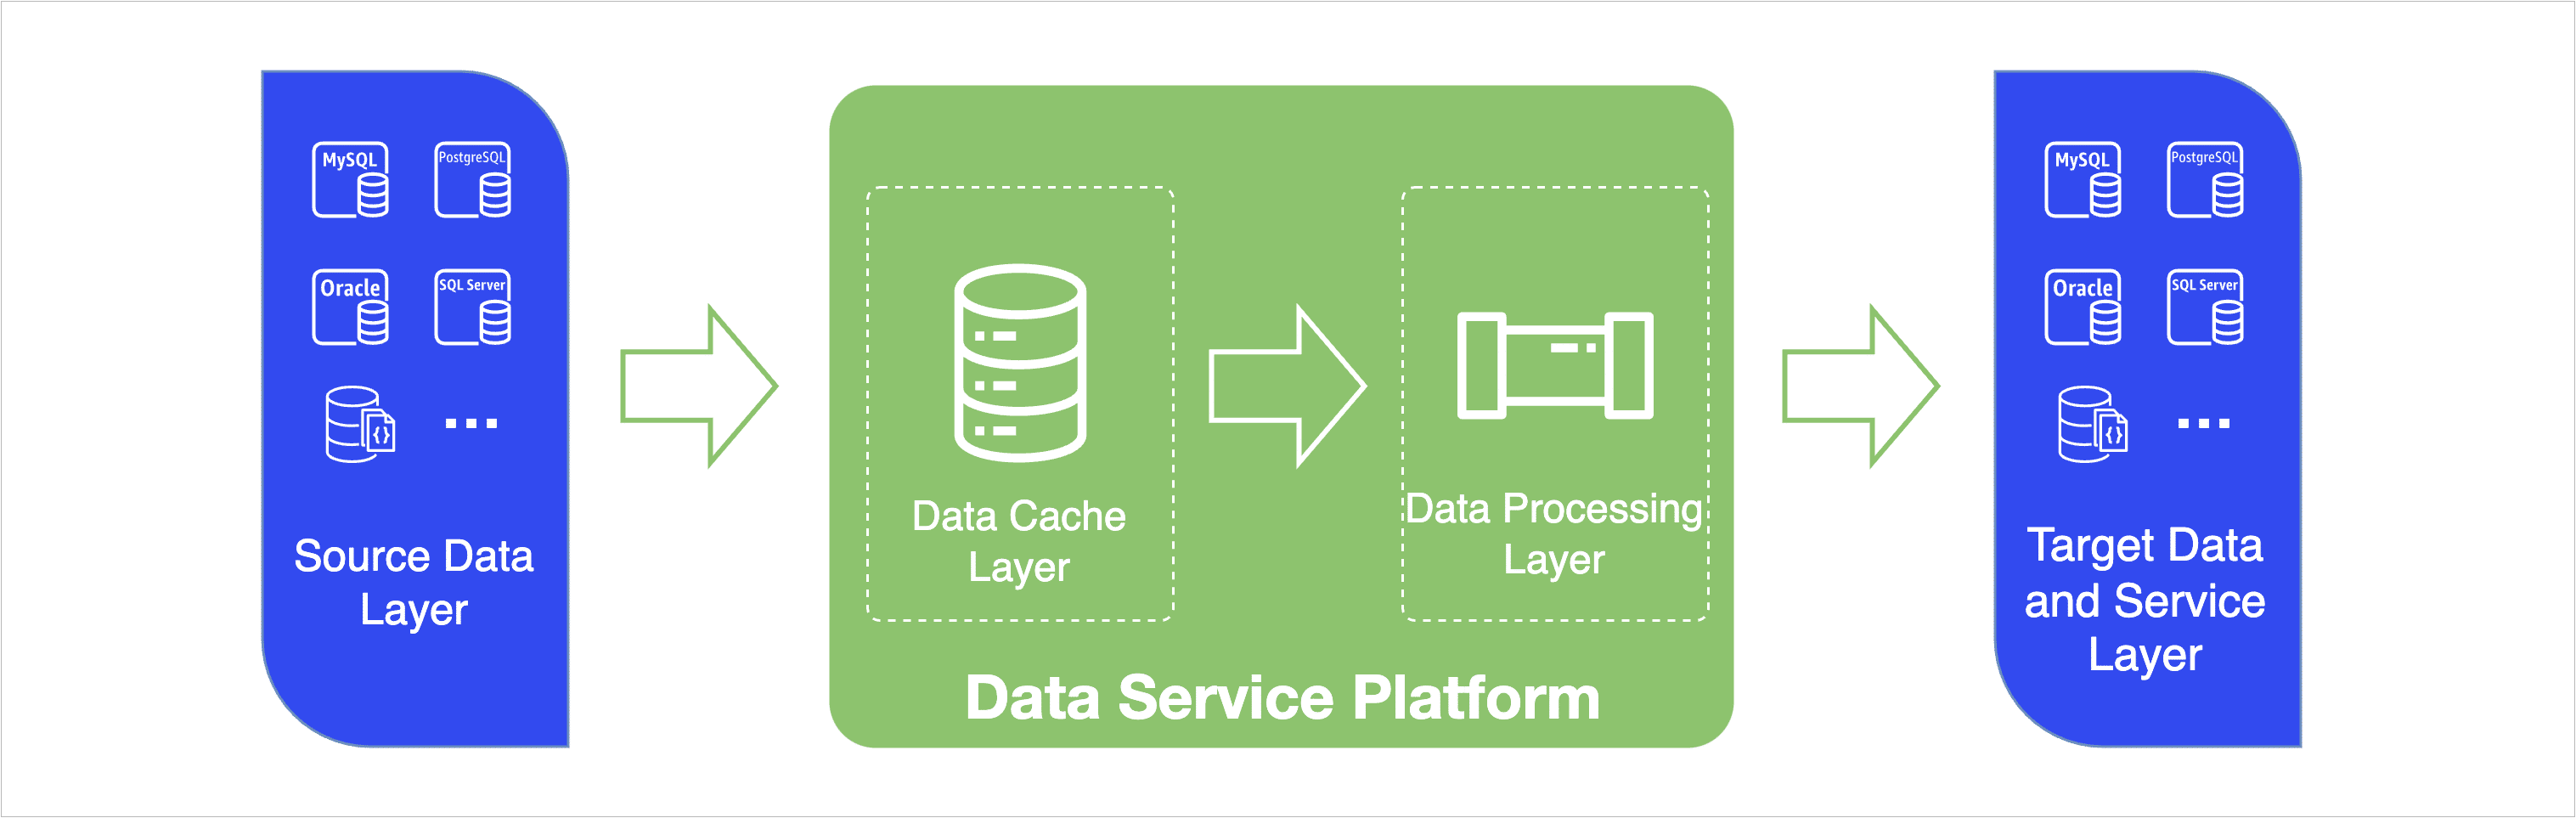 MySQL
PostgreSQL
Oracle
SQL Server
{}
...
Source Data
Layer
Data Cache
Layer
Data Processing
Layer
Data Service Platform
MySQL
PostgreSQL
Oracle
SQL Server
{}
...
Target Data
and Service
Layer